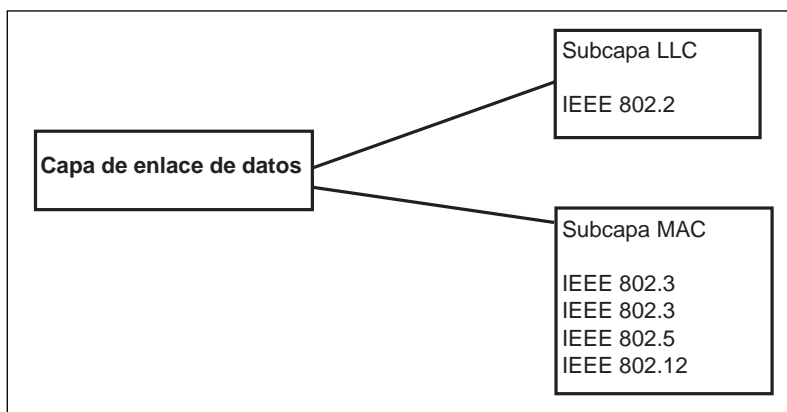 Subcapa LLC
IEEE 802.2
Capa de enlace de datos
Subcapa MAC
IEEE 802.3
IEEE 802.3
IEEE 802.5
IEEE 802.12